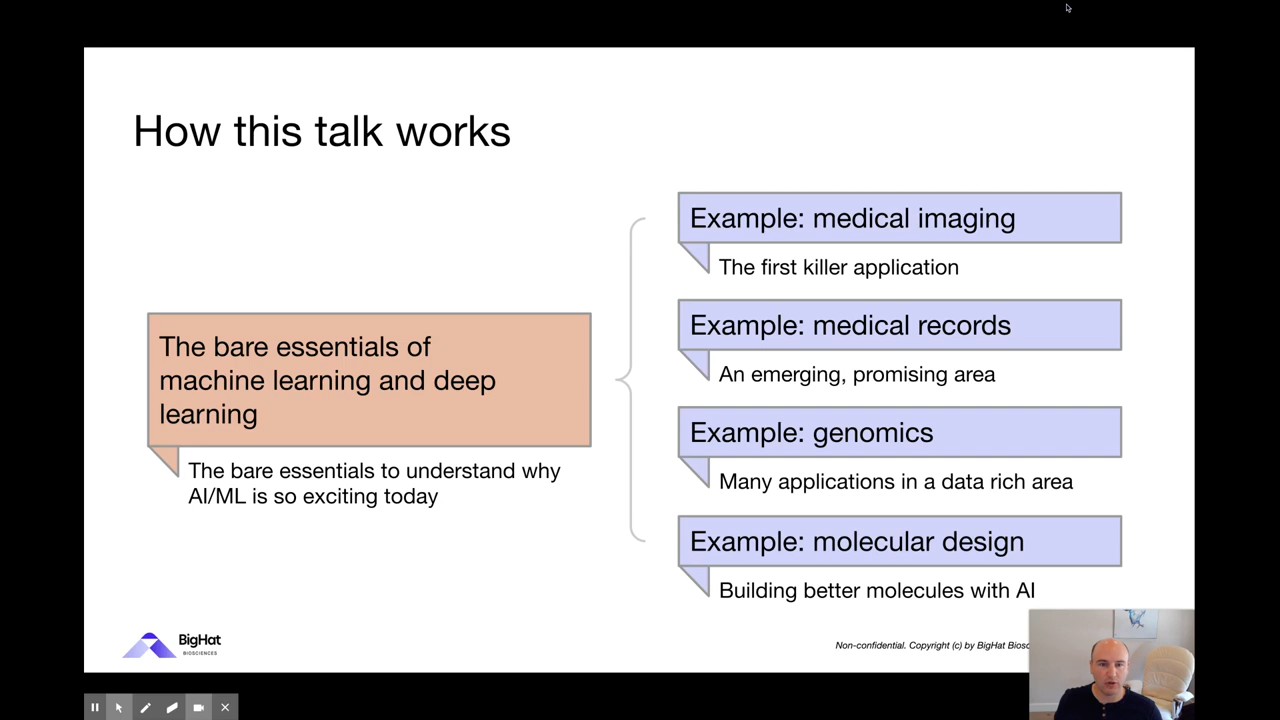 How this talk works
The bare essentials of
machine learning and deep
learning
The bare essentials to understand why
AI/ML is so exciting today
Example: medical imaging
The first killer application
Example: medical records
An emerging, promising area
Example: genomics
Many applications in a data rich area
Example: molecular design
Building better molecules with AI
BigHat
BIOSCIENCES
Non-confidential. Copyright (c) by BigHat